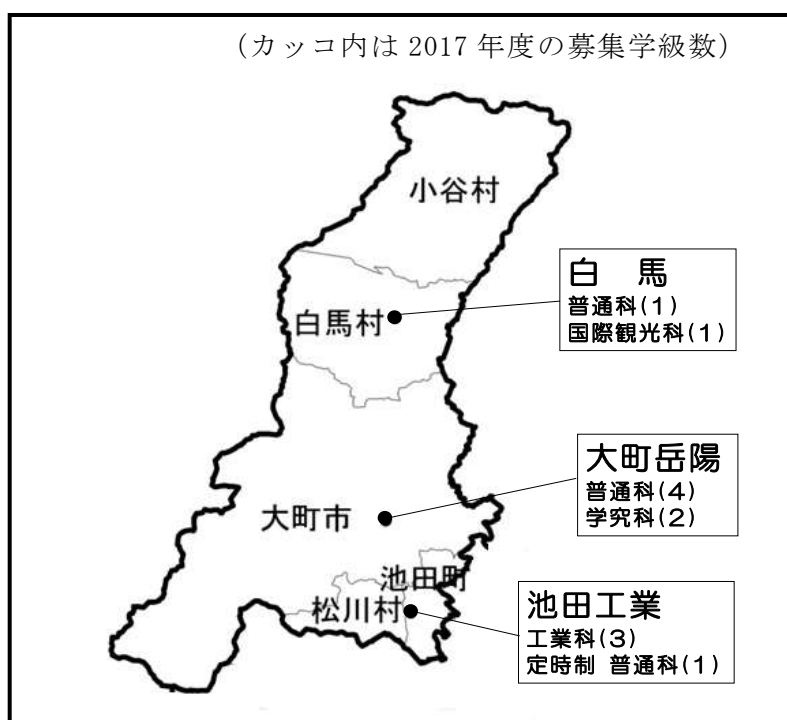 (カッコ内は 2017 年度の募集学級数)
小谷村
白 馬
普通科(1)
国際観光科(1)
白馬村
大町岳陽
普通科(4)
学究科(2)
大町市
池田町
池田工業
工業科(3)
定時制 普通科(1)
松川村